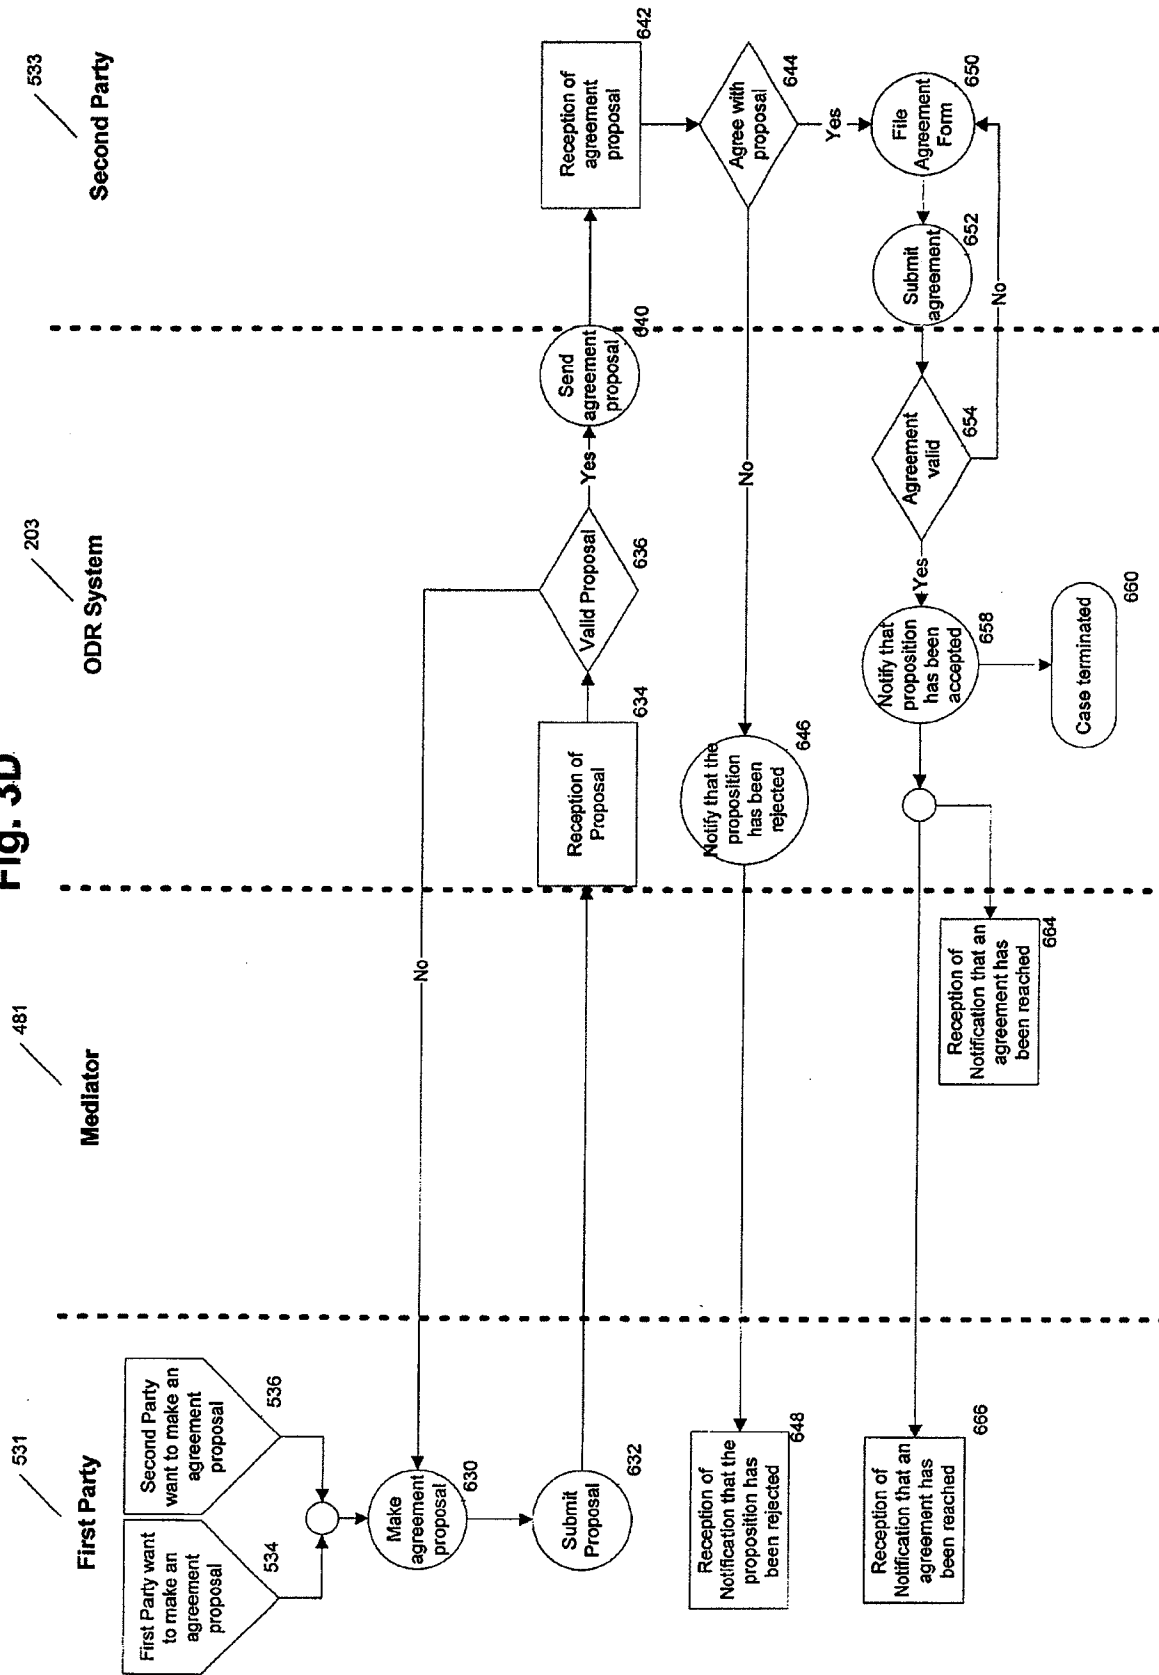 Fig. 3D
531
First Party
481
Mediator
203
ODR System
533
Second Party
First Party want
to make an
agreement
proposal
534
Second Party
want to make an
agreement
proposal
536
Make
agreement
proposal
630
No
Submit
Proposal
632
Reception of
Proposal
634
Valid Proposal
636
Yes
Send
agreement
proposal
640
Reception of
agreement
proposal
642
Agree with
proposal
644
No
Yes
Notify that the
proposition
has been
rejected
646
Reception of
Notification that the
proposition has
been rejected
648
File
Agreement
Form
650
Submit
agreement
652
Agreement
valid
654
No
Yes
Notify that
proposition
has been
accepted
658
Case terminated
660
Reception of
Notification that an
agreement has
been reached
664
Reception of
Notification that an
agreement has
been reached
666